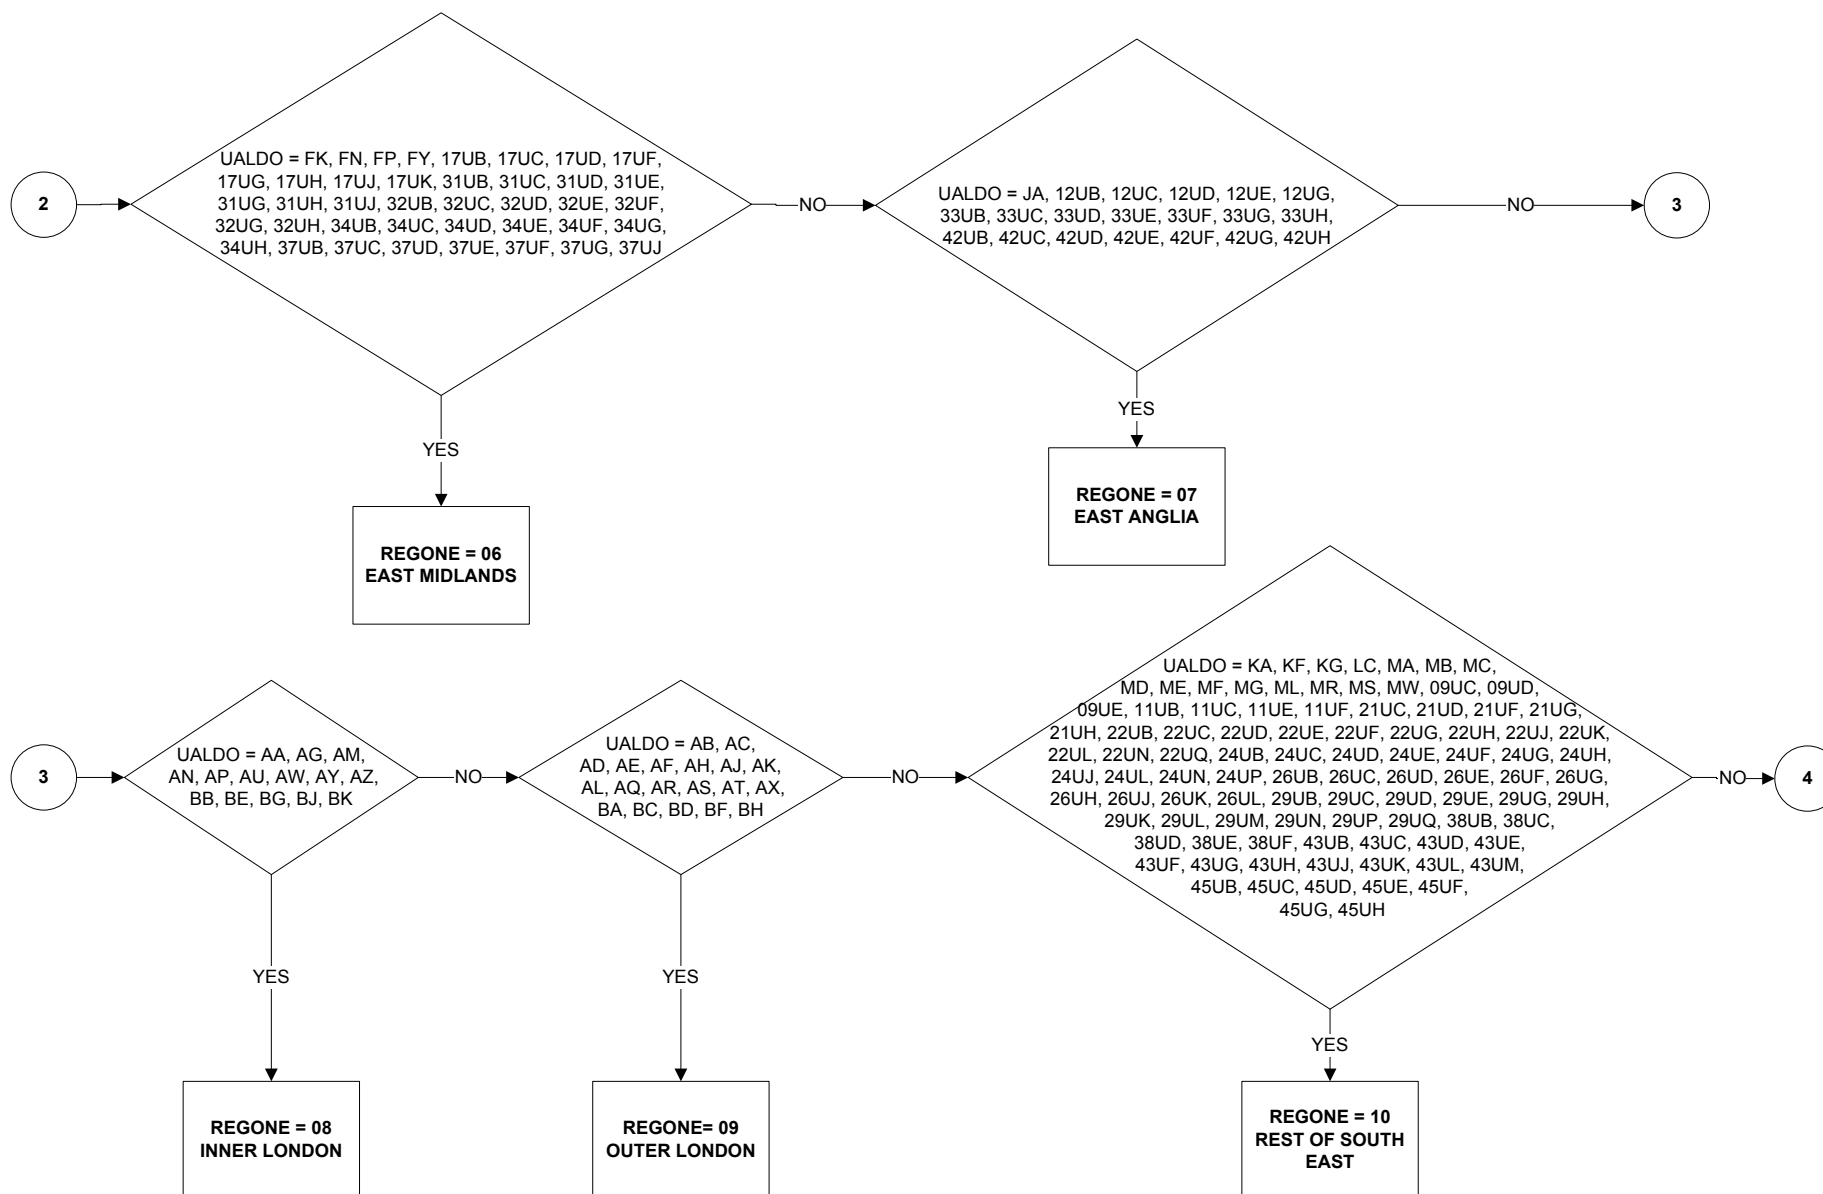 2
UALDO = FK, FN, FP, FY, 17UB, 17UC, 17UD, 17UF,
17UG, 17UH, 17UJ, 17UK, 31UB, 31UC, 31UD, 31UE,
31UG, 31UH, 31UJ, 32UB, 32UC, 32UD, 32UE, 32UF,
32UG, 32UH, 34UB, 34UC, 34UD, 34UE, 34UF, 34UG,
34UH, 37UB, 37UC, 37UD, 37UE, 37UF, 37UG, 37UJ
NO
UALDO = JA, 12UB, 12UC, 12UD, 12UE, 12UG,
33UB, 33UC, 33UD, 33UE, 33UF, 33UG, 33UH,
42UB, 42UC, 42UD, 42UE, 42UF, 42UG, 42UH
NO
3
YES
YES
REGONE = 06
EAST MIDLANDS
REGONE = 07
EAST ANGLIA
3
UALDO = AA, AG, AM,
AN, AP, AU, AW, AY, AZ,
BB, BE, BG, BJ, BK
NO
UALDO = AB, AC,
AD, AE, AF, AH, AJ, AK,
AL, AQ, AR, AS, AT, AX,
BA, BC, BD, BF, BH
NO
UALDO = KA, KF, KG, LC, MA, MB, MC,
MD, ME, MF, MG, ML, MR, MS, MW, 09UC, 09UD,
09UE, 11UB, 11UC, 11UE, 11UF, 21UC, 21UD, 21UF, 21UG,
21UH, 22UB, 22UC, 22UD, 22UE, 22UF, 22UG, 22UH, 22UJ, 22UK,
22UL, 22UN, 22UQ, 24UB, 24UC, 24UD, 24UE, 24UF, 24UG, 24UH,
24UJ, 24UL, 24UN, 24UP, 26UB, 26UC, 26UD, 26UE, 26UF, 26UG,
26UH, 26UJ, 26UK, 26UL, 29UB, 29UC, 29UD, 29UE, 29UG, 29UH,
29UK, 29UL, 29UM, 29UN, 29UP, 29UQ, 38UB, 38UC,
38UD, 38UE, 38UF, 43UB, 43UC, 43UD, 43UE,
43UF, 43UG, 43UH, 43UJ, 43UK, 43UL, 43UM,
45UB, 45UC, 45UD, 45UE, 45UF,
45UG, 45UH
NO
4
YES
YES
YES
REGONE = 08
INNER LONDON
REGONE= 09
OUTER LONDON
REGONE = 10
REST OF SOUTH
EAST